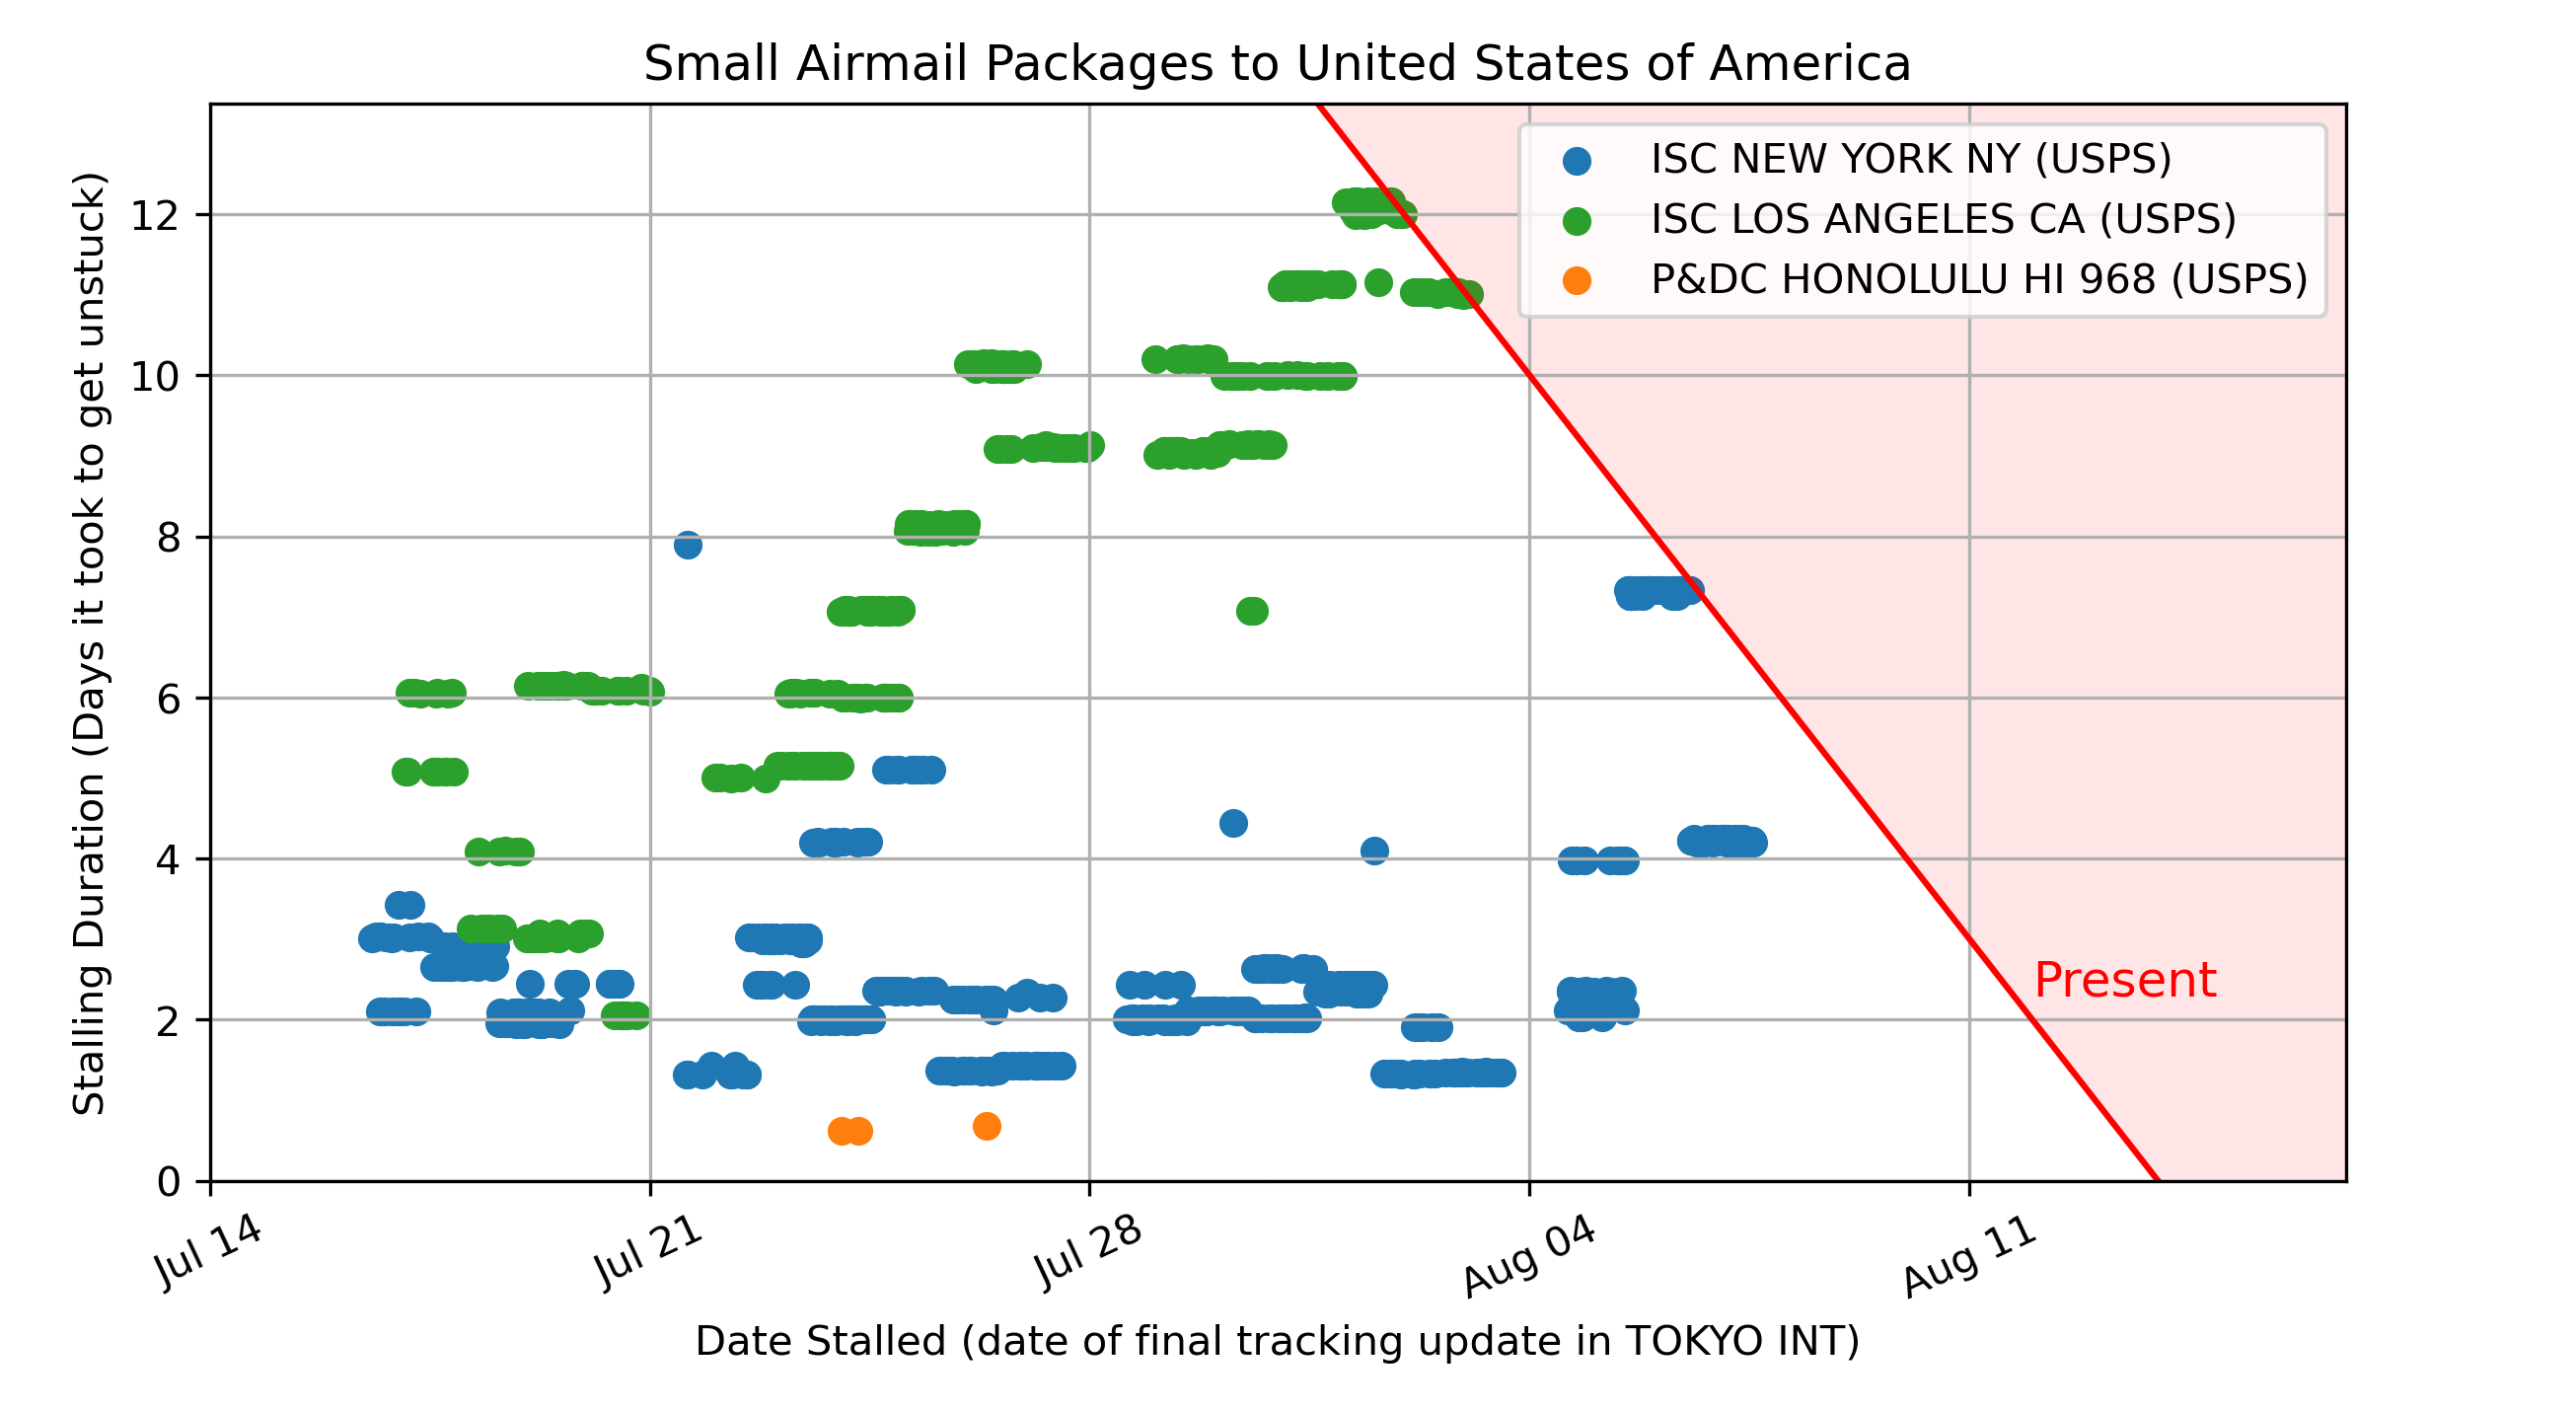 Small Airmail Packages to United States of America
ISC NEW YORK NY (USPS)
ISC LOS ANGELES CA (USPS)
P&DC HONOLULU HI 968 (USPS)
Stalling Duration (Days it took to get unstuck)
12
10
8
6
4
2
0
Present
Jul 14
Jul 21
Jul 28
Aug 04
Aug 11
Date Stalled (date of final tracking update in TOKYO INT)